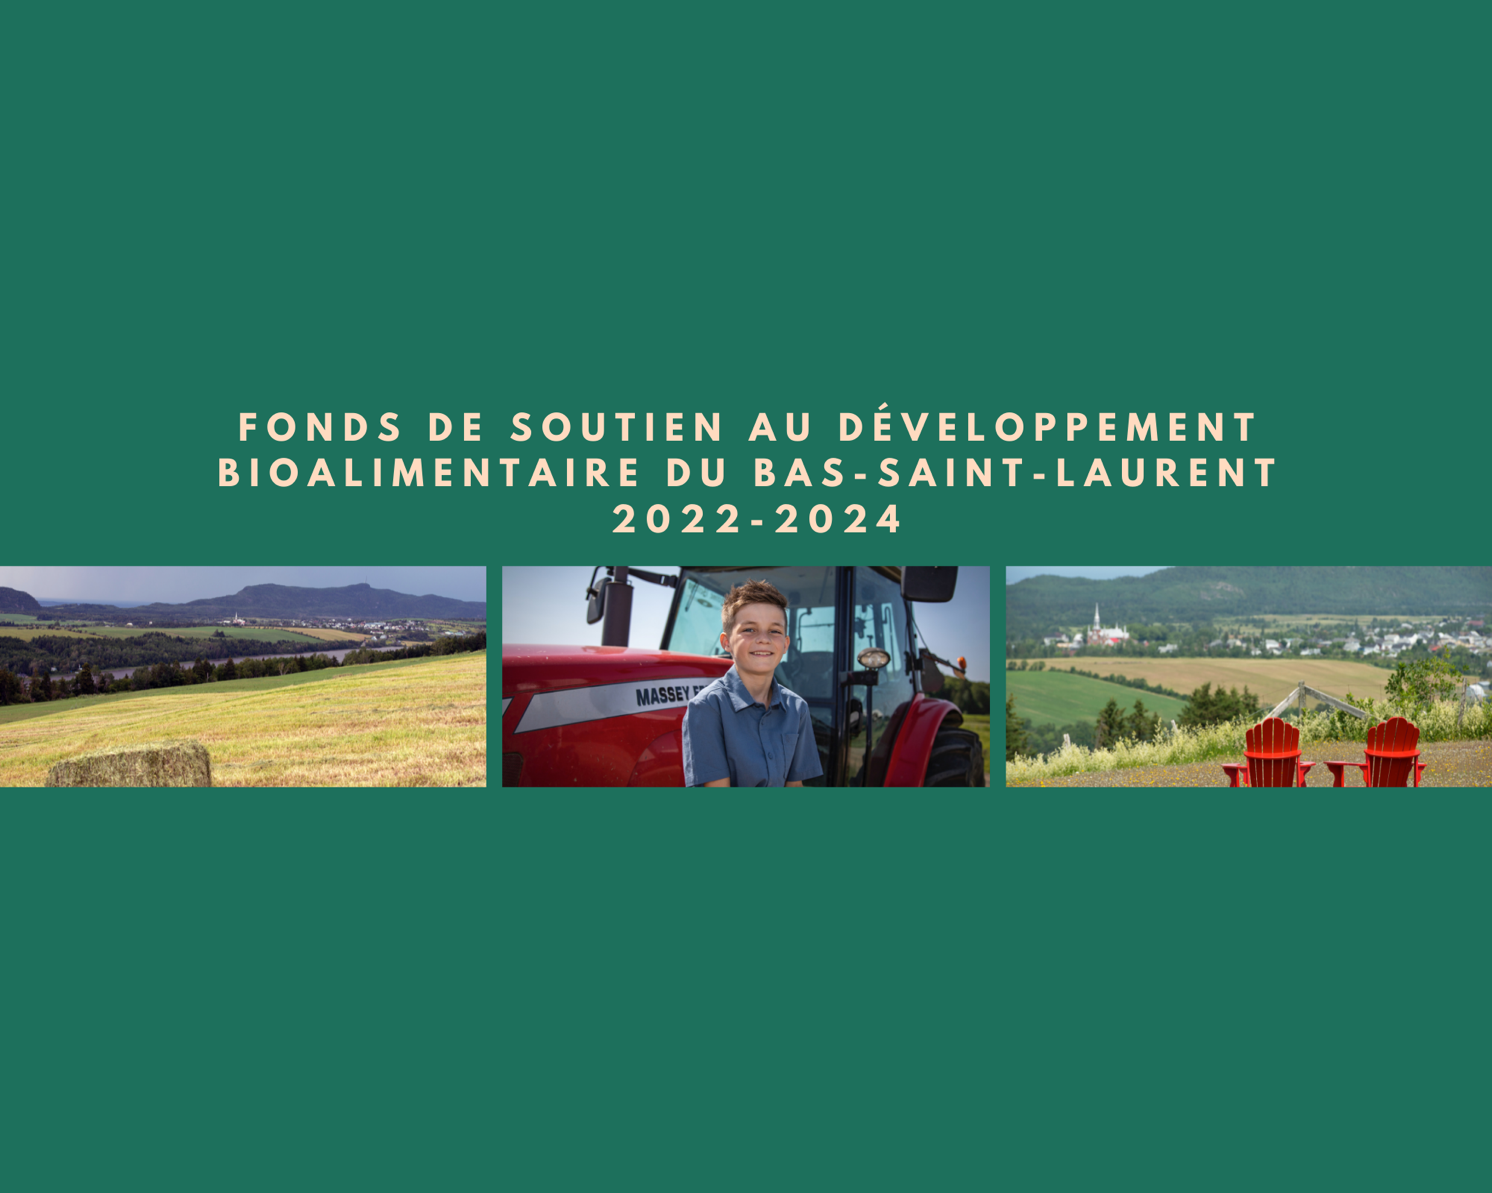 FONDS DE SOUTIEN AU DÉVELOPPEMENT
BIOALIMENTAIRE DU BAS-SAINT-LAURENT
2022-2024
MASSEY